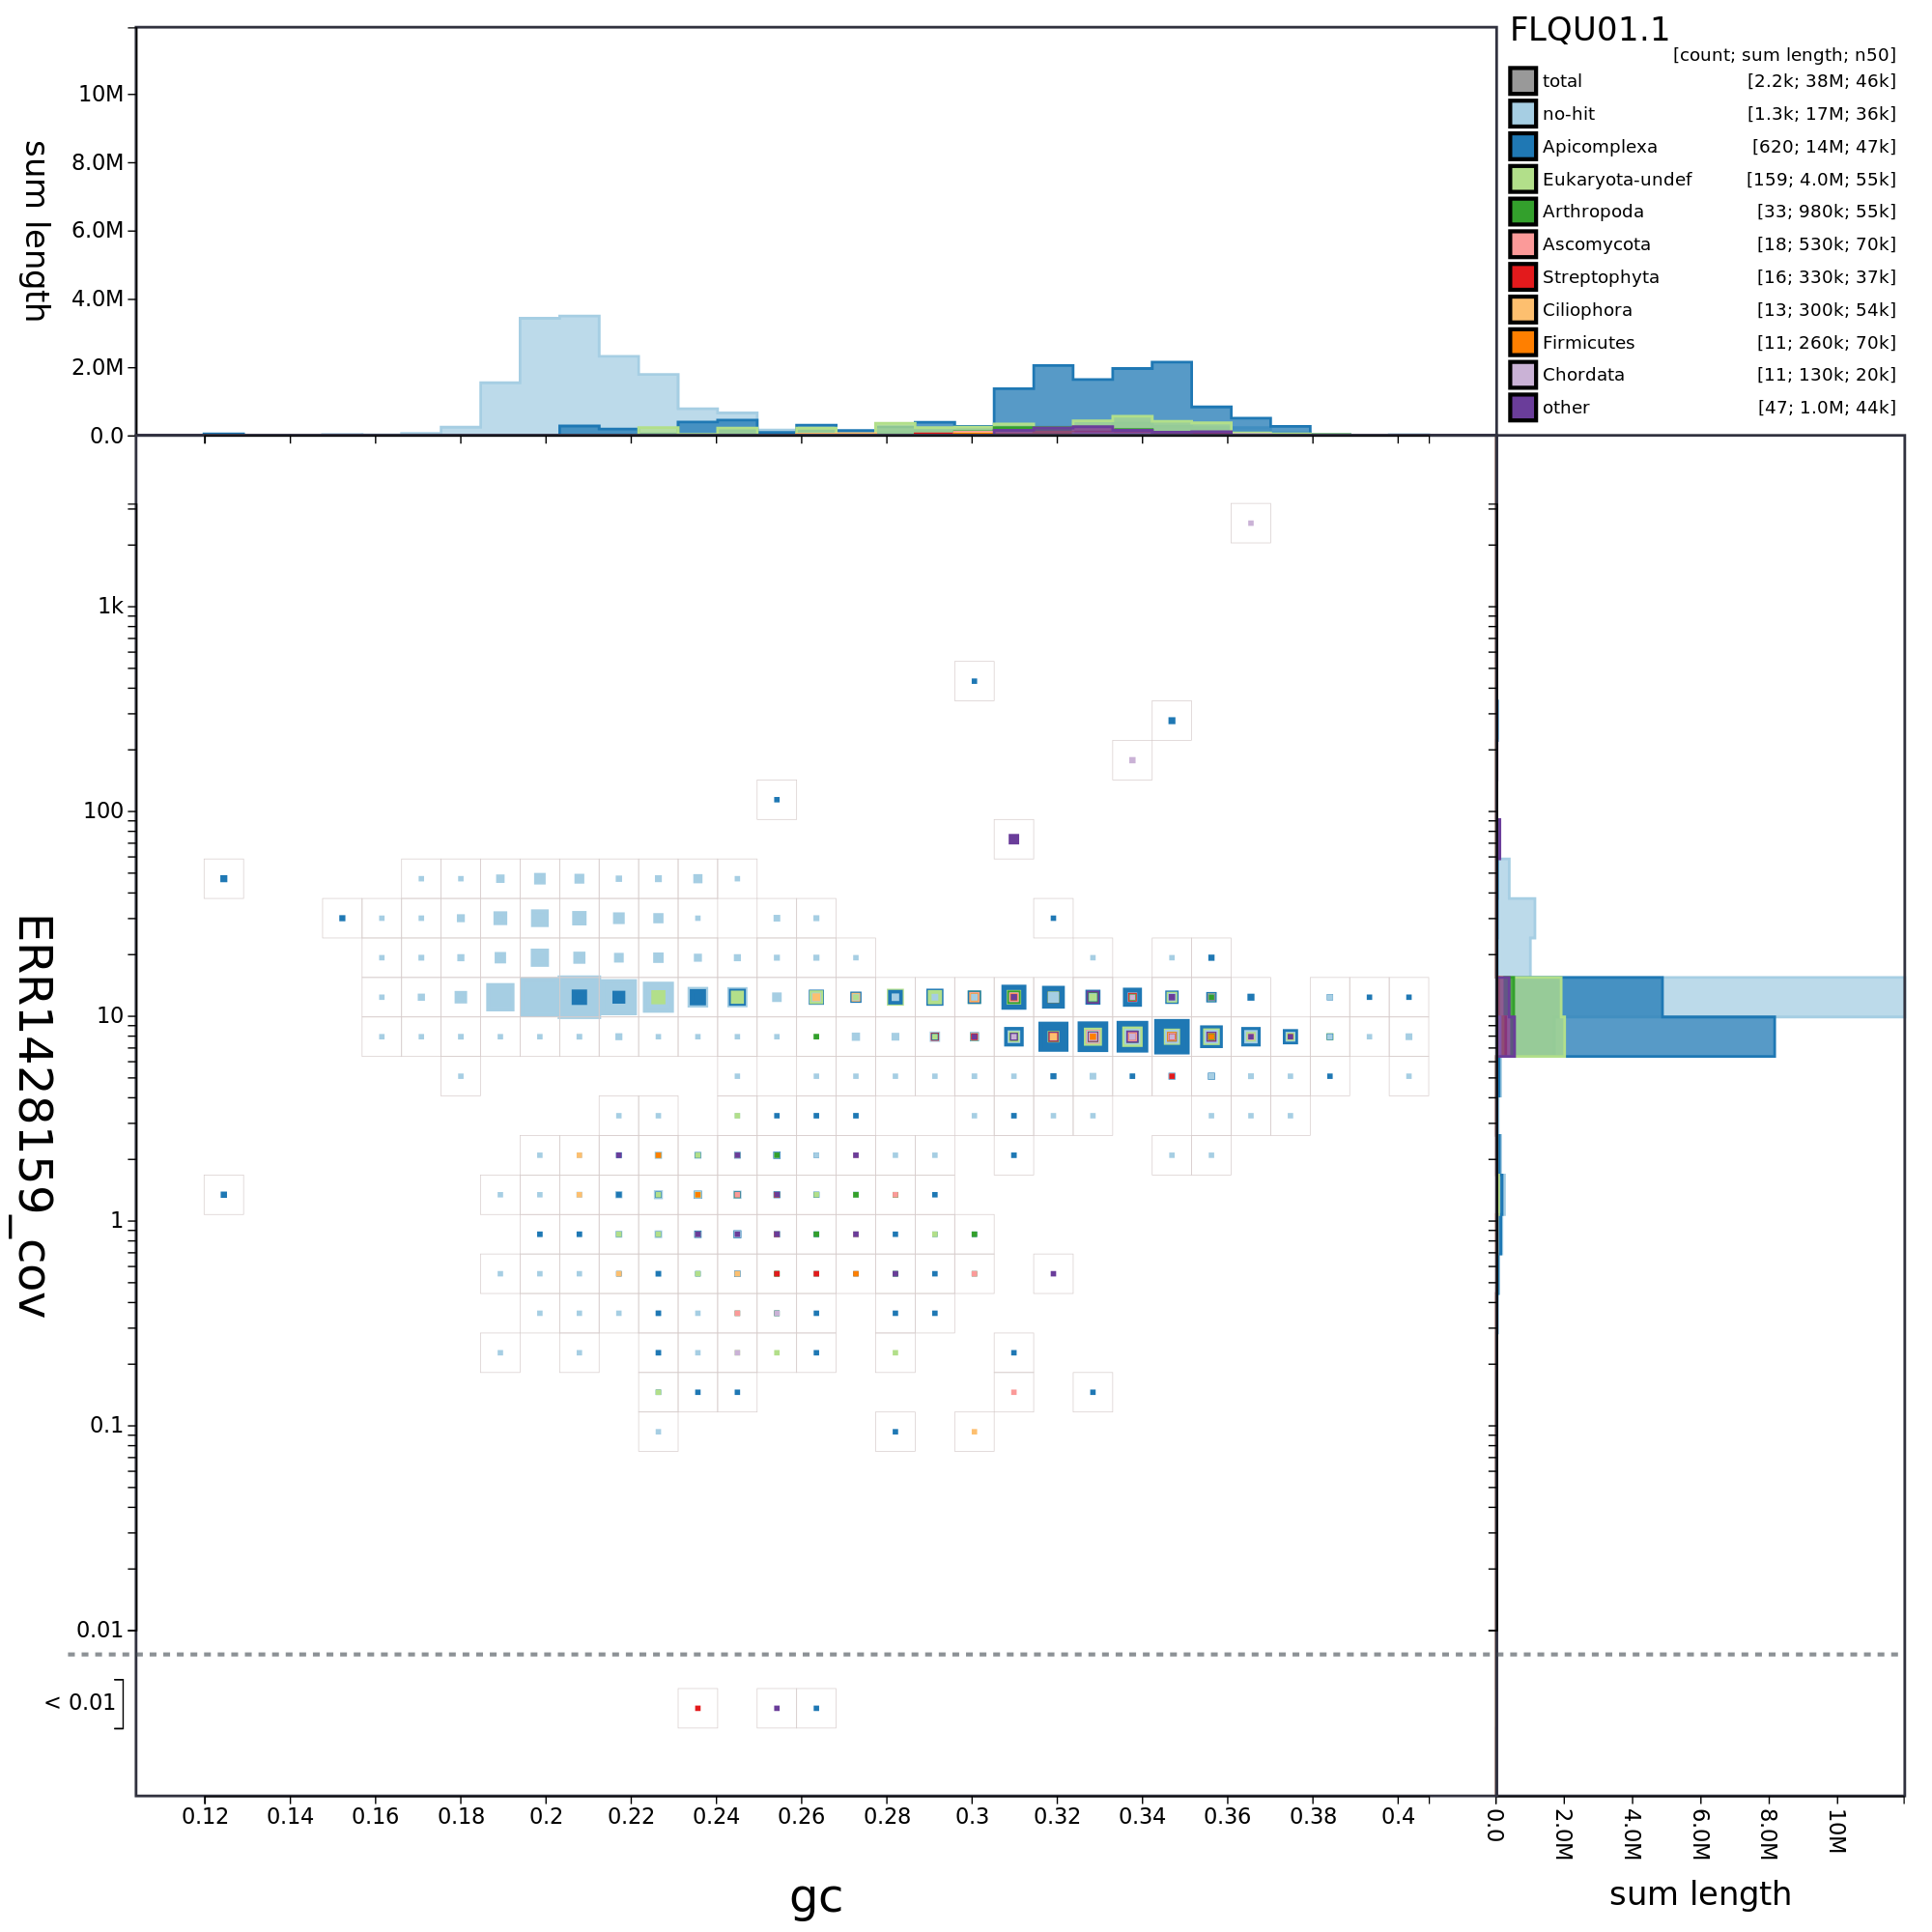 FLQU01.1
[count; sum length; n50]
total [2.2k; 38M; 46k]
no-hit [1.3k; 17M; 36k]
Apicomplexa [620; 14M; 47k]
Eukaryota-undef [159; 4.0M; 55k]
Arthropoda [33; 980k; 55k]
Ascomycota [18; 530k; 70k]
Streptophyta [16; 330k; 37k]
Ciliophora [13; 300k; 54k]
Firmicutes [11; 260k; 70k]
Chordata [11; 130k; 20k]
other [47; 1.0M; 44k]
sum length
10M
8.0M
6.0M
4.0M
2.0M
0.0
ERR1428159_cov
1k
100
10
1
0.1
0.01
< 0.01
0.12 0.14 0.16 0.18 0.2 0.22 0.24 0.26 0.28 0.3 0.32 0.34 0.36 0.38 0.4
gc
0.0 2.0M 4.0M 6.0M 8.0M 10M
sum length